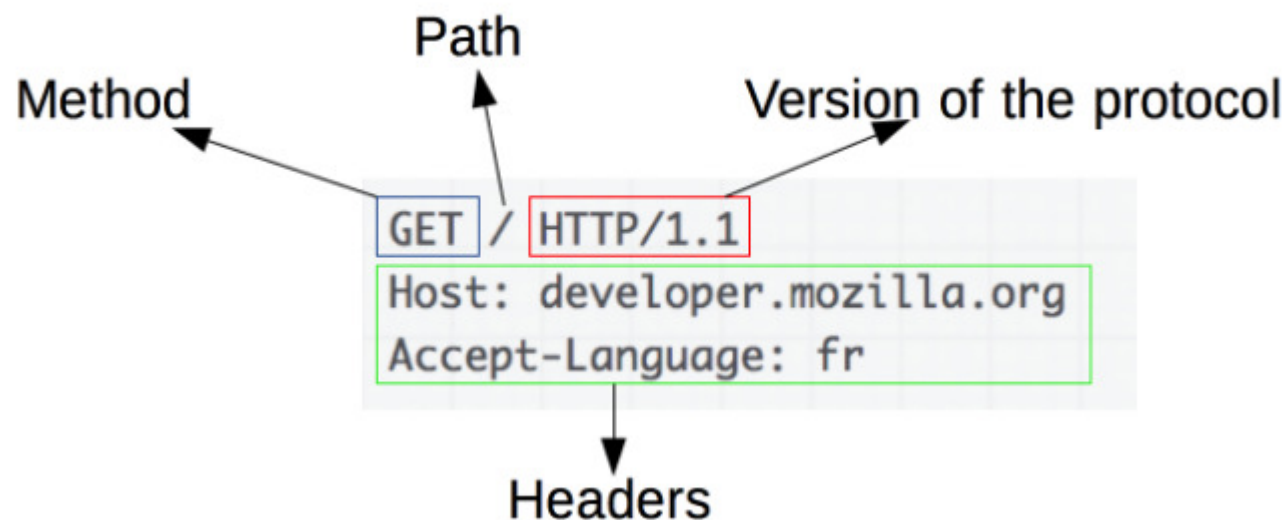 Path
Method
Version of the protocol
GET / HTTP/1.1
Host: developer.mozilla.org
Accept-Language: fr
Headers